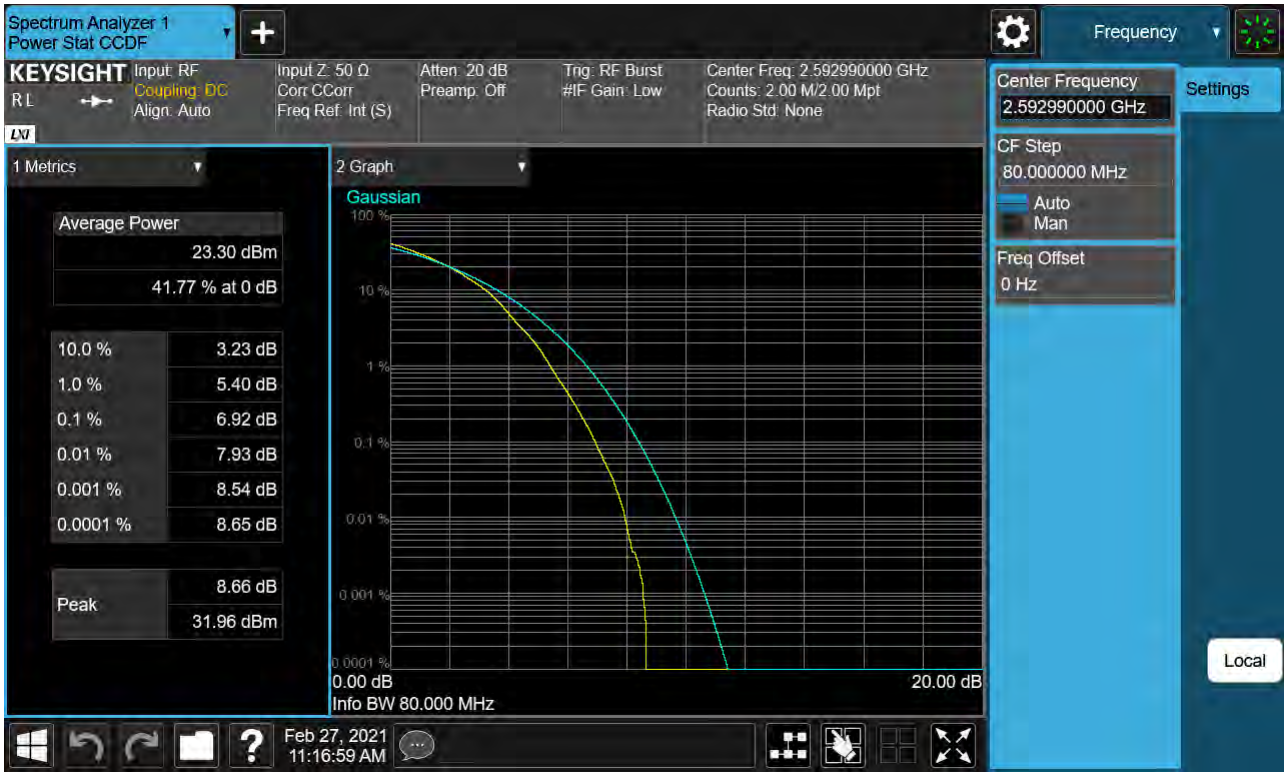 Spectrum Analyzer 1
Power Stat CCDF
+
Frequency
KEYSIGHT
RL
LXI
Input: RF
Coupling: DC
Align: Auto
Input Z: 50 Ω
Corr CCorr
Freq Ref: Int (S)
Atten: 20 dB
Preamp: Off
Trig: RF Burst
#IF Gain: Low
Center Freq: 2.592990000 GHz
Counts: 2.00 M/2.00 Mpt
Radio Std: None
Center Frequency
2.592990000 GHz
Settings
CF Step
80.000000 MHz
Auto
Man
Freq Offset
0 Hz
Local
1 Metrics
Average Power
23.30 dBm
41.77 % at 0 dB
10.0 % 3.23 dB
1.0 % 5.40 dB
0.1 % 6.92 dB
0.01 % 7.93 dB
0.001 % 8.54 dB
0.0001 % 8.65 dB
Peak
8.66 dB
31.96 dBm
2 Graph
Gaussian
100 %
10 %
1 %
0.1 %
0.01 %
0.001 %
0.0001 %
0.00 dB 20.00 dB
Info BW 80.000 MHz
?
Feb 27, 2021
11:16:59 AM